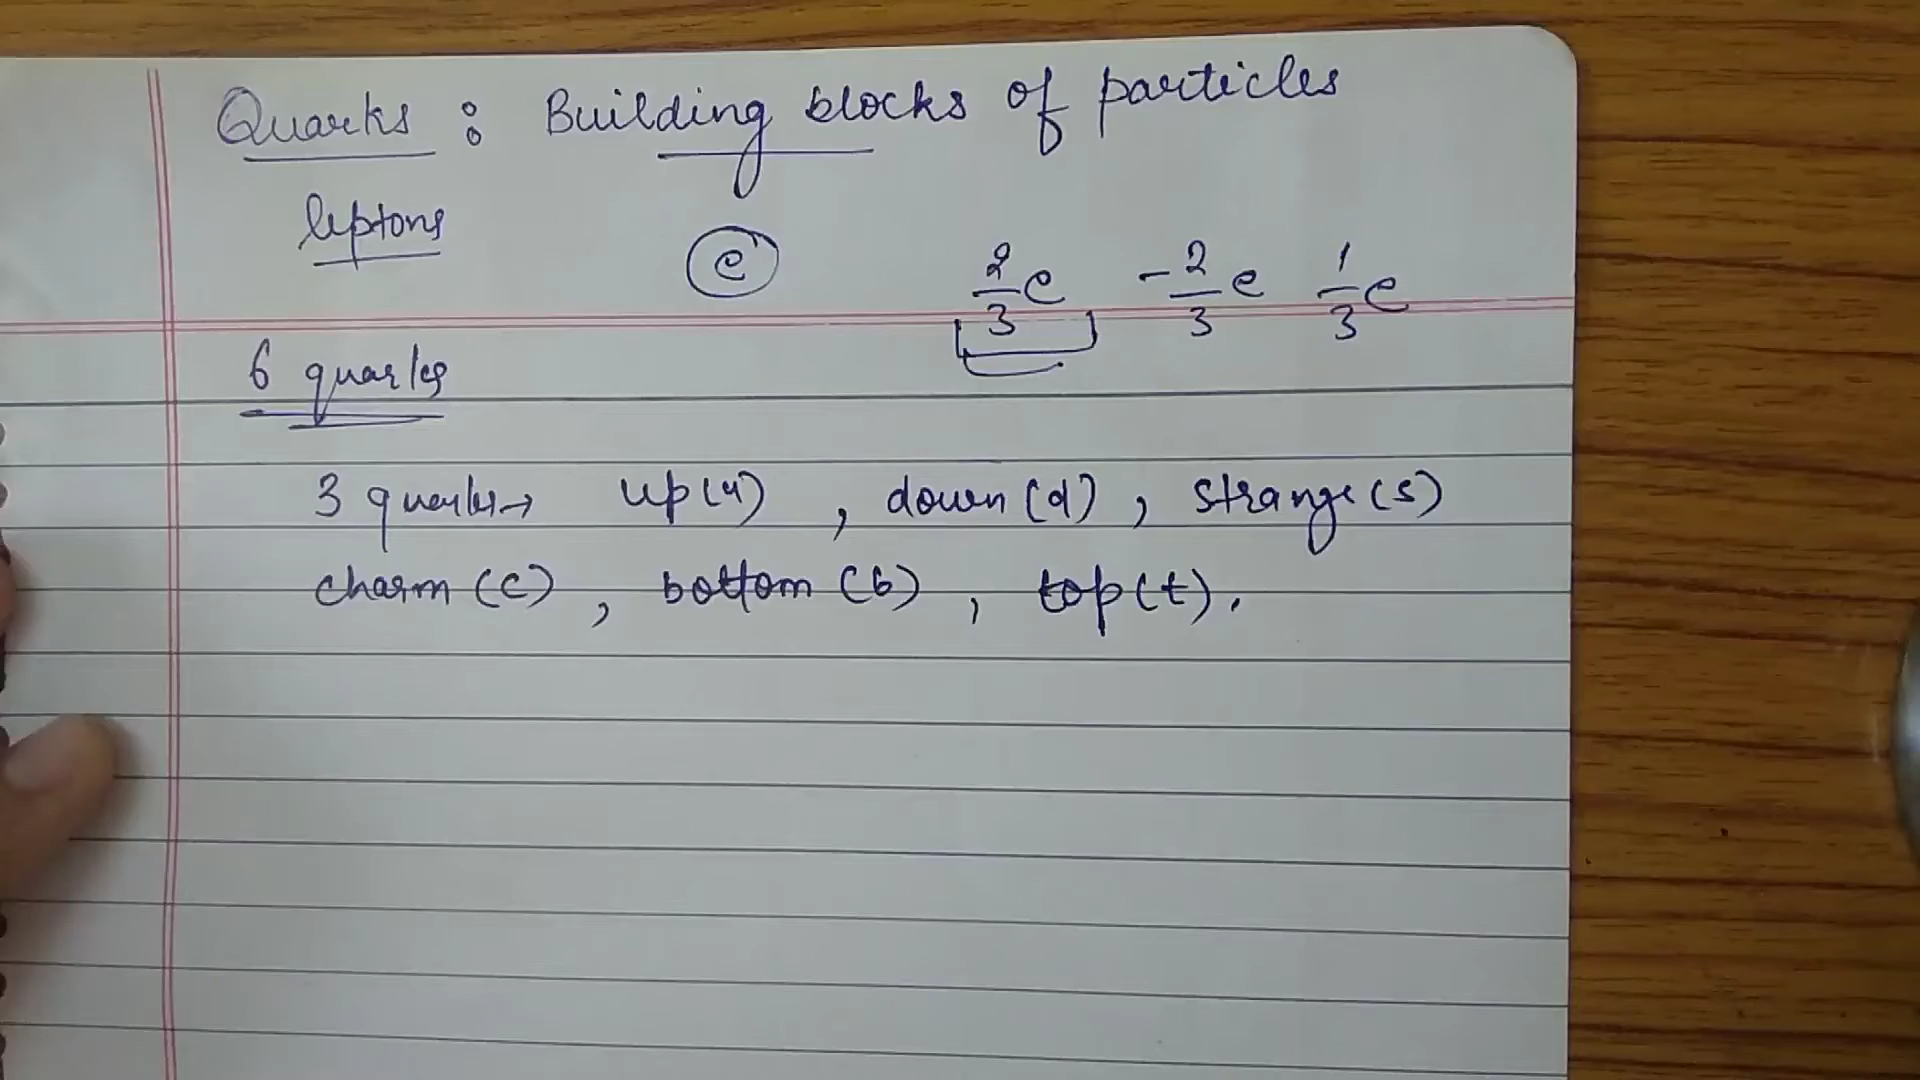 Quarks : Building blocks of particles
leptons
e 2/3 e -2/3 e 1/3 e
6 quarks
3 quarks→ up(u) , down(d) , strange(s)
charm(c) , bottom(b) , top(t).